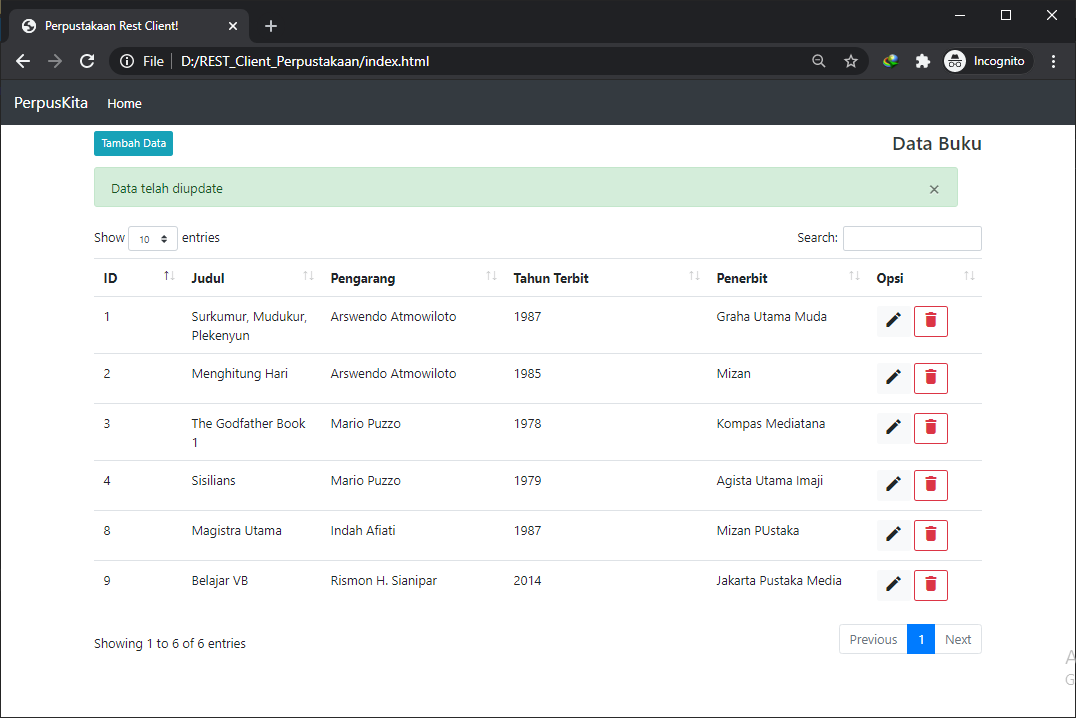 Perpustakaan Rest Client!
File D:/REST_Client_Perpustakaan/index.html Incognito
PerpusKita Home
Tambah Data Data Buku
Data telah diupdate
Show 10 entries Search:
ID Judul Pengarang Tahun Terbit Penerbit Opsi
1 Surkumur, Mudukur, Arswendo Atmowiloto 1987 Graha Utama Muda
Plekenyun
2 Menghitung Hari Arswendo Atmowiloto 1985 Mizan
3 The Godfather Book Mario Puzzo 1978 Kompas Mediatana
1
4 Sisilians Mario Puzzo 1979 Agista Utama Imaji
8 Magistra Utama Indah Afiati 1987 Mizan PUstaka
9 Belajar VB Rismon H. Sianipar 2014 Jakarta Pustaka Media
Showing 1 to 6 of 6 entries Previous 1 Next